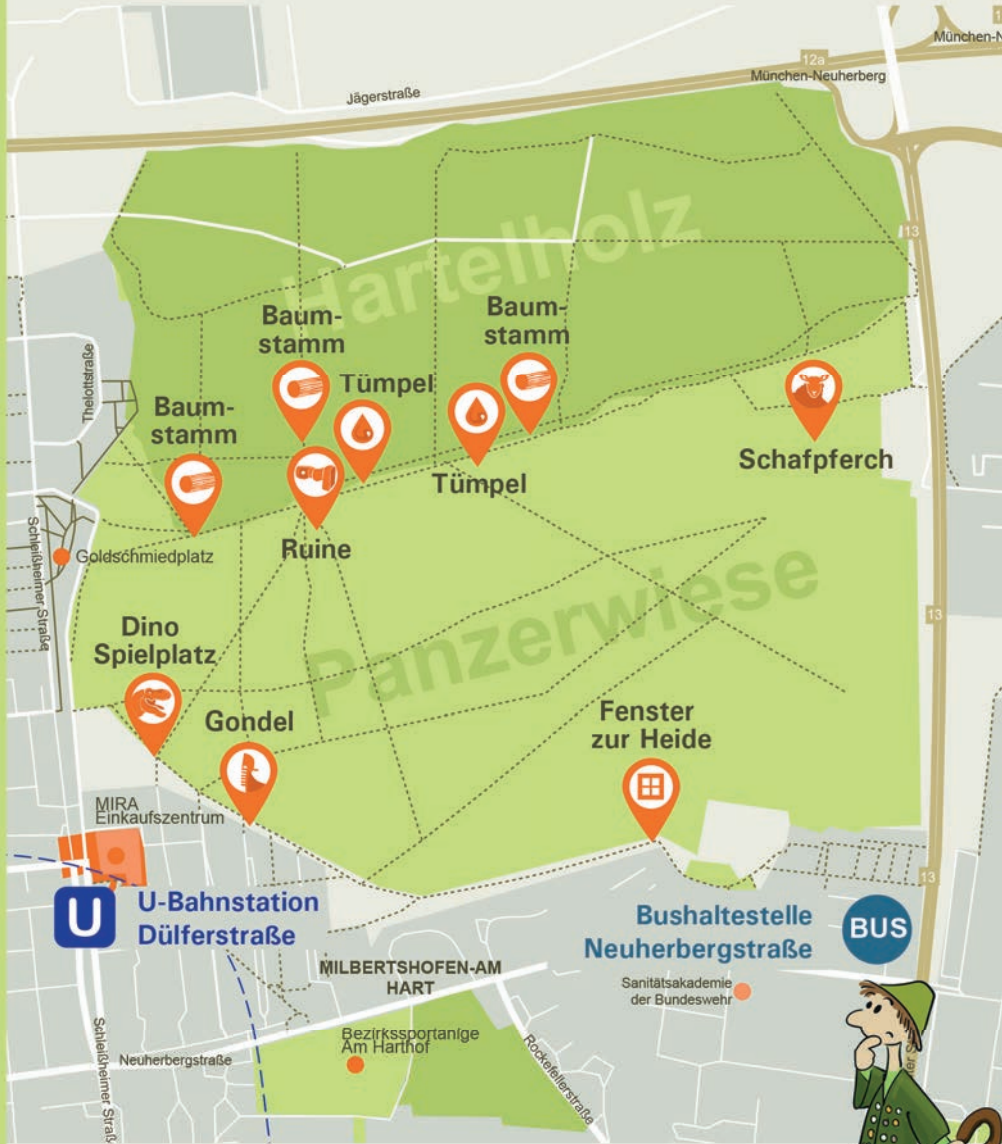 München-N
12a
München-Neuherberg
Jägerstraße
13
Hartelholz
Baum-
stamm
Baum-
stamm
Tümpel
Thelottstraße
Baum-
stamm
Schafpferch
Tümpel
Ruine
Schleißheimer Straße
Goldschmiedplatz
Panzerwiese
13
Dino
Spielplatz
Gondel
Fenster
zur Heide
MIRA
Einkaufszentrum
13
U
U-Bahnstation
Dülferstraße
Bushaltestelle
Neuherbergstraße
BUS
MILBERTSHOFEN-AM
HART
Sanitätsakademie
der Bundeswehr
Schleißheimer Straß
Neuherbergstraße
Bezirkssportanlge
Am Harthof
Rockefellerstraße